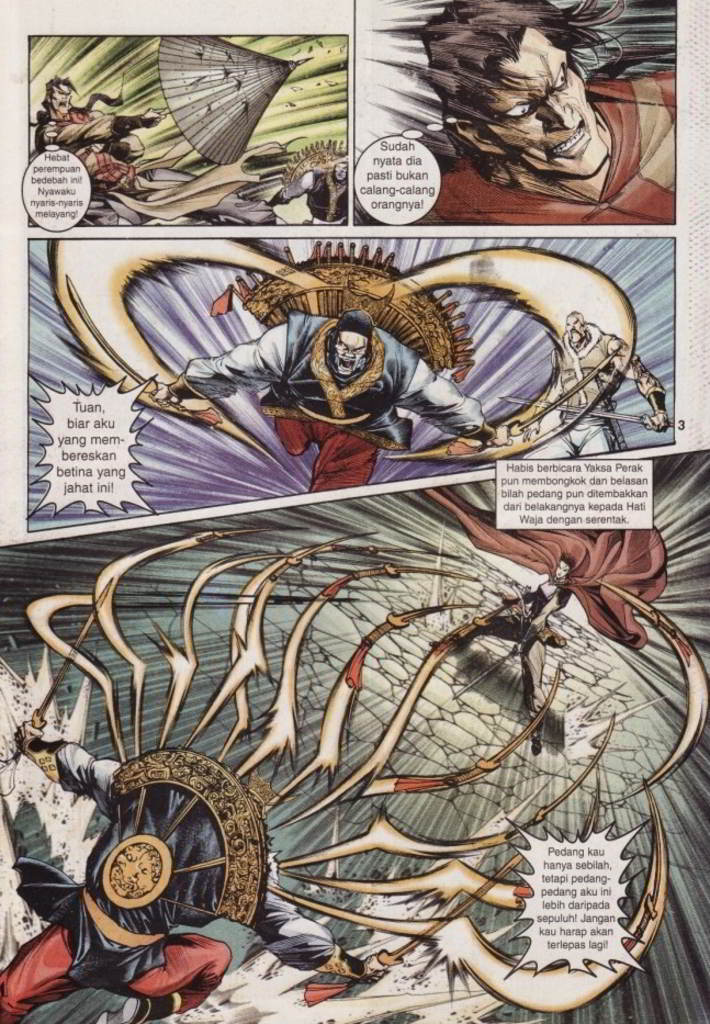 Hebat
perempuan
bedebah ini!
Nyawaku
nyaris-nyaris
melayang!
Sudah
nyata dia
pasti bukan
calang-calang
orangnya!
Tuan,
biar aku
yang mem-
bereskan
betina yang
jahat ini!
3
Habis berbicara Yaksa Perak
pun membongkok dan belasan
bilah pedang pun ditembakkan
dari belakangnya kepada Hati
Waja dengan serentak.
Pedang kau
hanya sebilah,
tetapi pedang-
pedang aku ini
lebih daripada
sepuluh! Jangan
kau harap akan
terlepas lagi!